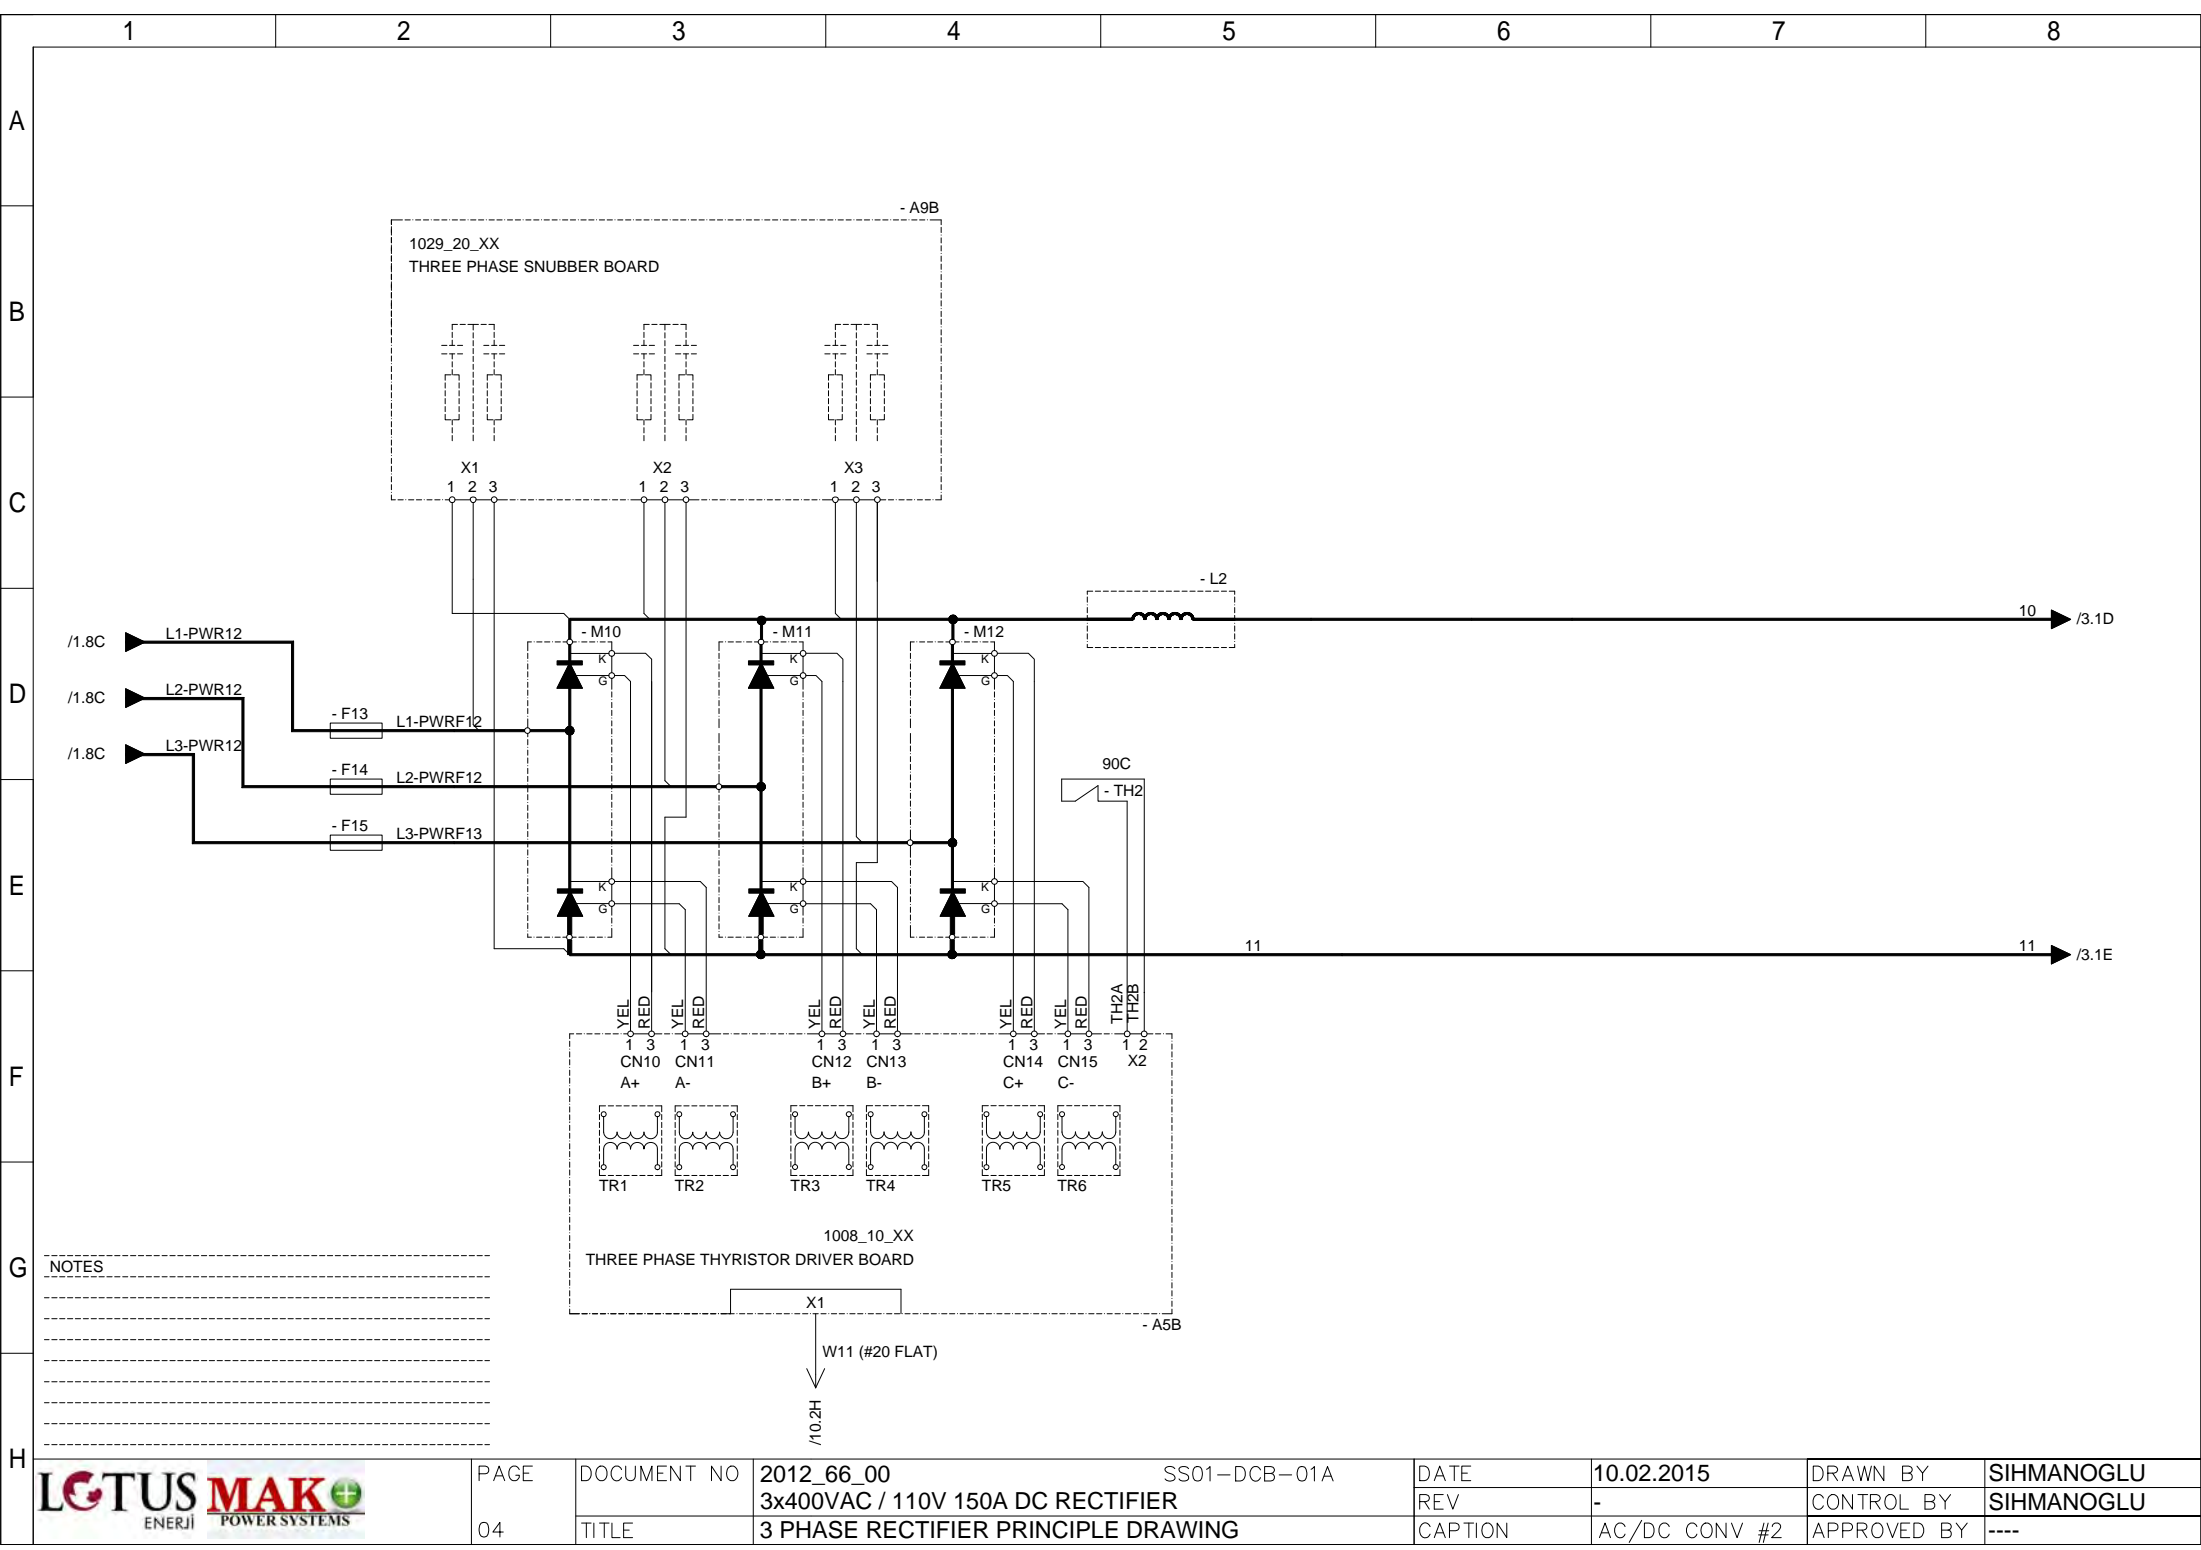 1 2 3 4 5 6 7 8
A
B
C
D
E
F
G
H
- A9B
1029_20_XX
THREE PHASE SNUBBER BOARD
X1 X2 X3
1 2 3 1 2 3 1 2 3
- L2
10 /3.1D
- M10 - M11 - M12
/1.8C L1-PWR12
/1.8C L2-PWR12
/1.8C L3-PWR12
K K K
G G G
- F13 L1-PWRF12
- F14 L2-PWRF12
- F15 L3-PWRF13
90C
- TH2
K K K
G G G
11 11 /3.1E
YEL RED YEL RED YEL RED YEL RED YEL RED YEL RED TH2A TH2B
1 3 1 3 1 3 1 3 1 3 1 3 1 2
CN10 CN11 CN12 CN13 CN14 CN15 X2
A+ A- B+ B- C+ C-
TR1 TR2 TR3 TR4 TR5 TR6
1008_10_XX
THREE PHASE THYRISTOR DRIVER BOARD
X1
- A5B
W11 (#20 FLAT)
/10.2H
NOTES
LOTUS ENERJİ
MAK POWER SYSTEMS
PAGE 04
DOCUMENT NO 2012_66_00 SS01-DCB-01A
3x400VAC / 110V 150A DC RECTIFIER
TITLE 3 PHASE RECTIFIER PRINCIPLE DRAWING
DATE 10.02.2015
REV -
CAPTION AC/DC CONV #2
DRAWN BY SIHMANOGLU
CONTROL BY SIHMANOGLU
APPROVED BY ----